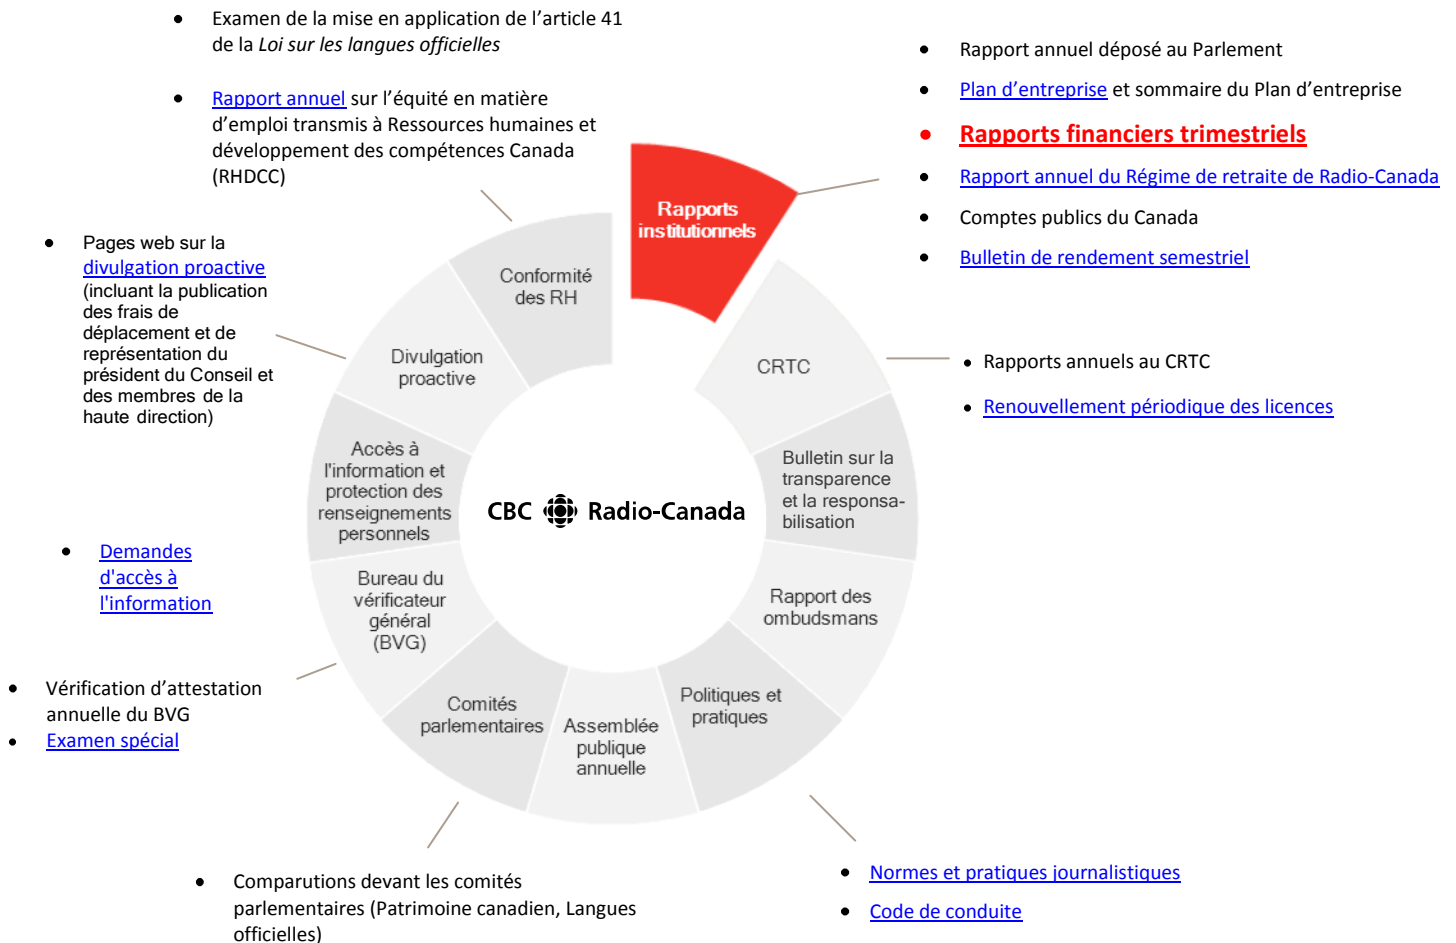 • Examen de la mise en application de l’article 41
de la Loi sur les langues officielles
• Rapport annuel sur l’équité en matière
d’emploi transmis à Ressources humaines et
développement des compétences Canada
(RHDCC)
• Rapport annuel déposé au Parlement
• Plan d’entreprise et sommaire du Plan d’entreprise
• Rapports financiers trimestriels
• Rapport annuel du Régime de retraite de Radio-Canada
• Comptes publics du Canada
• Bulletin de rendement semestriel
• Pages web sur la
divulgation proactive
(incluant la publication
des frais de
déplacement et de
représentation du
président du Conseil et
des membres de la
haute direction)
Rapports
institutionnels
Conformité
des RH
Divulgation
proactive
CRTC
• Rapports annuels au CRTC
• Renouvellement périodique des licences
Accès à
l'information et
protection des
renseignements
personnels
CBC Radio-Canada
Bulletin sur la
transparence
et la responsa-
bilisation
• Demandes
d'accès à
l'information
Bureau du
vérificateur
général
(BVG)
Rapport des
ombudsmans
• Vérification d’attestation
annuelle du BVG
• Examen spécial
Comités
parlementaires
Assemblée
publique
annuelle
Politiques et
pratiques
• Comparutions devant les comités
parlementaires (Patrimoine canadien, Langues
officielles)
• Normes et pratiques journalistiques
• Code de conduite